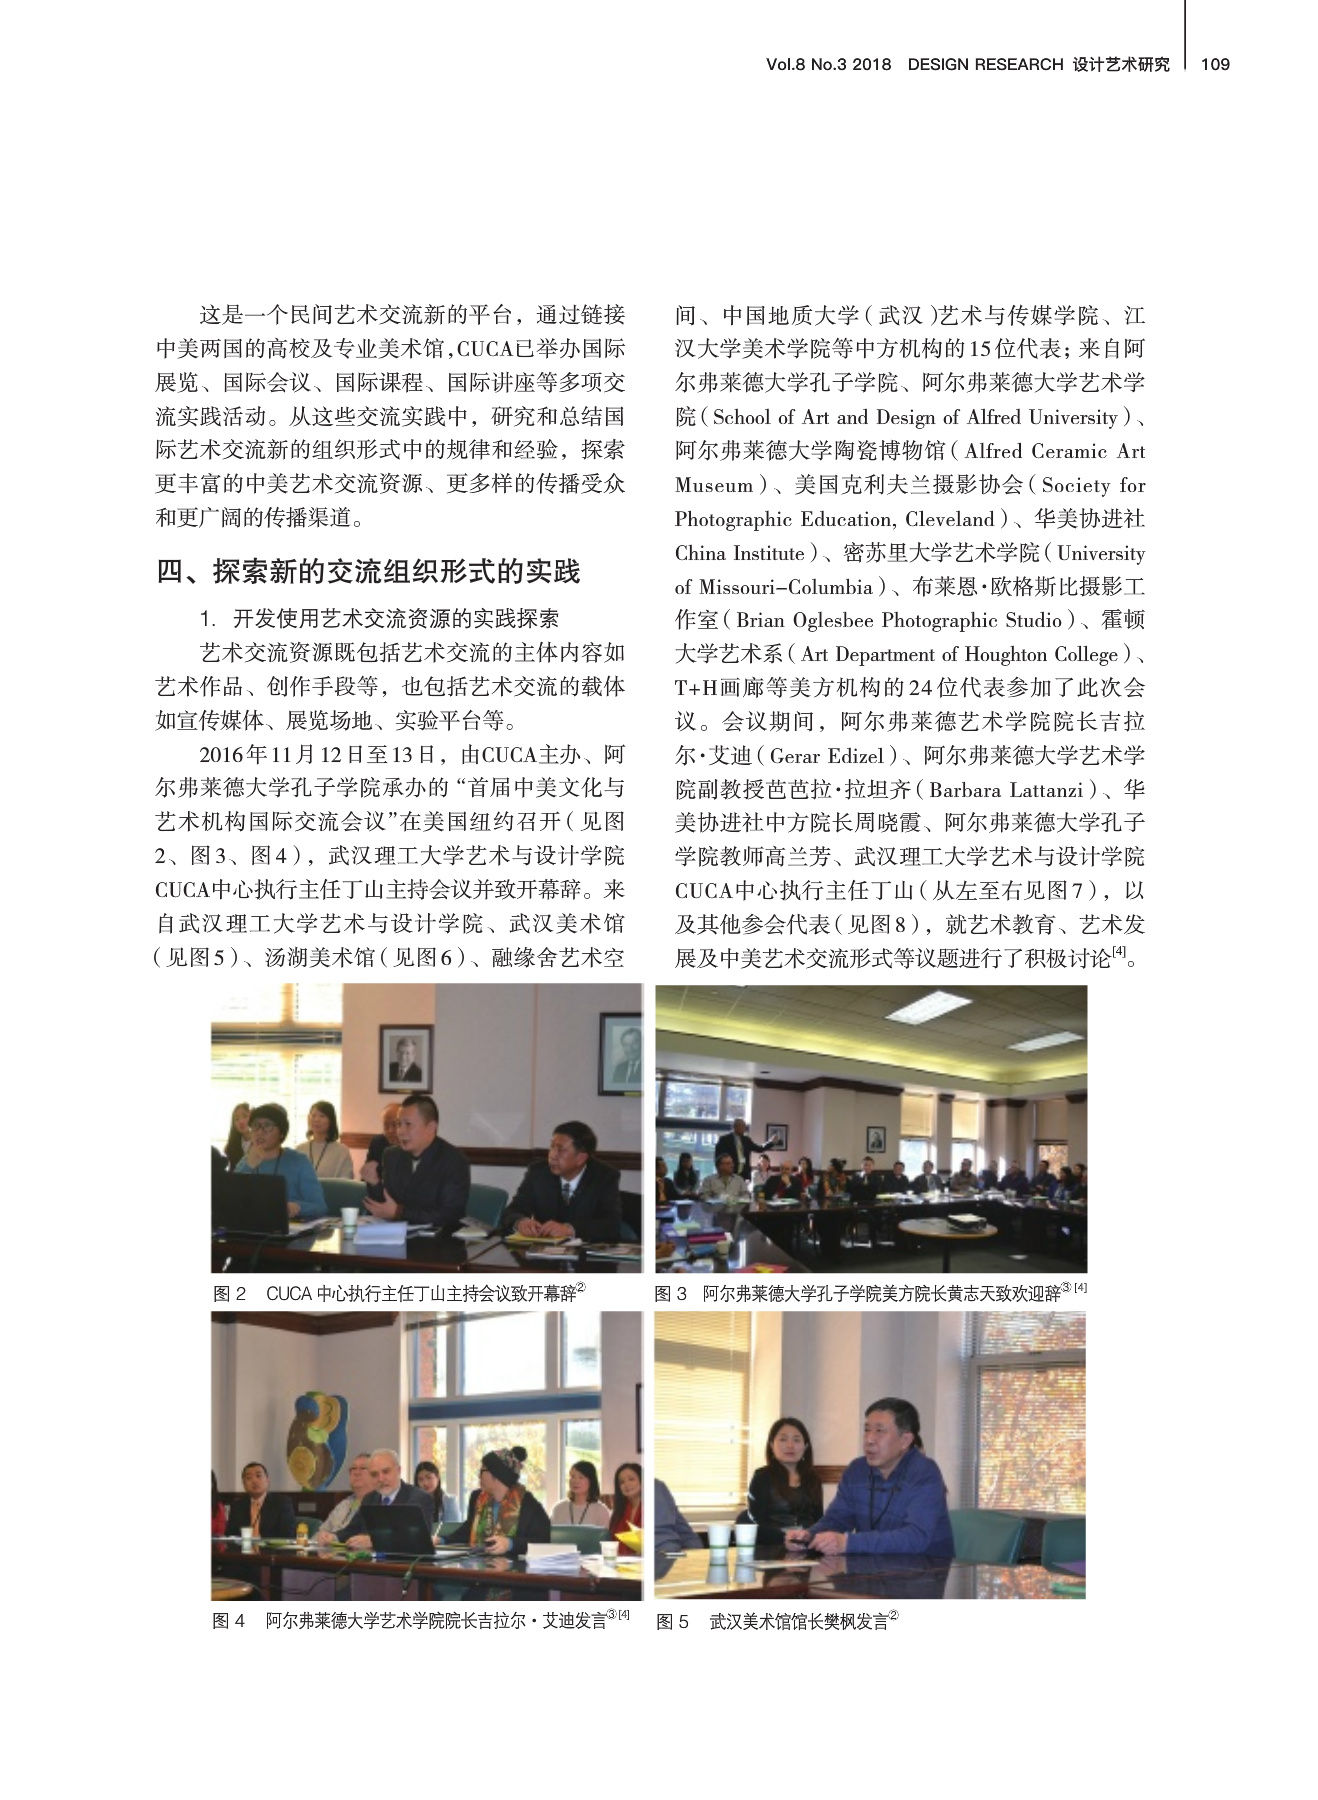 Vol.8 No.3 2018 DESIGN RESEARCH 设计艺术研究 109
这是一个民间艺术交流新的平台，通过链接
中美两国的高校及专业美术馆,CUCA已举办国际
展览、国际会议、国际课程、国际讲座等多项交
流实践活动。从这些交流实践中，研究和总结国
际艺术交流新的组织形式中的规律和经验，探索
更丰富的中美艺术交流资源、更多样的传播受众
和更广阔的传播渠道。
四、探索新的交流组织形式的实践
1. 开发使用艺术交流资源的实践探索
艺术交流资源既包括艺术交流的主体内容如
艺术作品、创作手段等，也包括艺术交流的载体
如宣传媒体、展览场地、实验平台等。
2016年11月12日至13日，由CUCA主办、阿
尔弗莱德大学孔子学院承办的“首届中美文化与
艺术机构国际交流会议”在美国纽约召开（见图
2、图3、图4），武汉理工大学艺术与设计学院
CUCA中心执行主任丁山主持会议并致开幕辞。来
自武汉理工大学艺术与设计学院、武汉美术馆
（见图5）、汤湖美术馆（见图6）、融缘舍艺术空
间、中国地质大学（武汉）艺术与传媒学院、江
汉大学美术学院等中方机构的15位代表；来自阿
尔弗莱德大学孔子学院、阿尔弗莱德大学艺术学
院（School of Art and Design of Alfred University）、
阿尔弗莱德大学陶瓷博物馆（Alfred Ceramic Art
Museum）、美国克利夫兰摄影协会（Society for
Photographic Education, Cleveland）、华美协进社
China Institute）、密苏里大学艺术学院（University
of Missouri–Columbia）、布莱恩·欧格斯比摄影工
作室（Brian Oglesbee Photographic Studio）、霍顿
大学艺术系（Art Department of Houghton College）、
T+H画廊等美方机构的24位代表参加了此次会
议。会议期间，阿尔弗莱德艺术学院院长吉拉
尔·艾迪（Gerar Edizel）、阿尔弗莱德大学艺术学
院副教授芭芭拉·拉坦齐（Barbara Lattanzi）、华
美协进社中方院长周晓霞、阿尔弗莱德大学孔子
学院教师高兰芳、武汉理工大学艺术与设计学院
CUCA中心执行主任丁山（从左至右见图7），以
及其他参会代表（见图8），就艺术教育、艺术发
展及中美艺术交流形式等议题进行了积极讨论[4]。
图 2 CUCA 中心执行主任丁山主持会议致开幕辞②
图 3 阿尔弗莱德大学孔子学院美方院长黄志天致欢迎辞③[4]
图 4 阿尔弗莱德大学艺术学院院长吉拉尔·艾迪发言③[4]
图 5 武汉美术馆馆长樊枫发言②